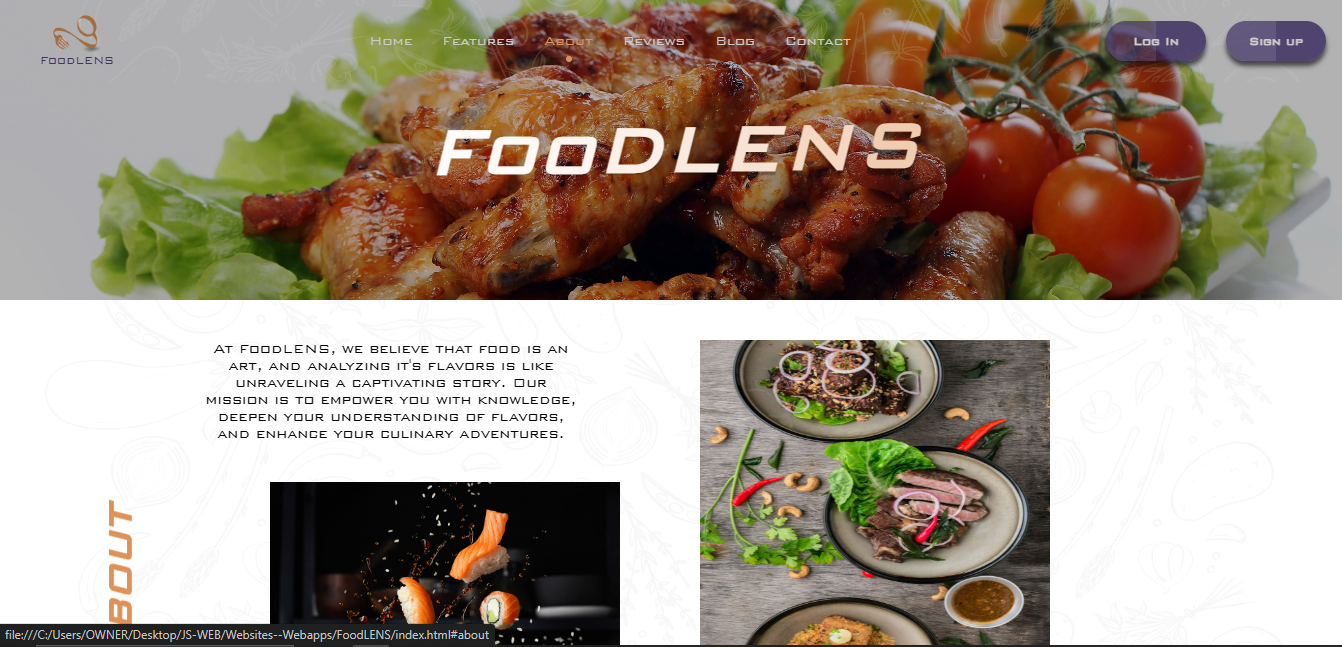 FOODLENS
Home Features About Reviews Blog Contact
Log In
Sign up
FooDLENS
At FoodLENS, we believe that food is an
art, and analyzing it's flavors is like
unraveling a captivating story. Our
mission is to empower you with knowledge,
deepen your understanding of flavors,
and enhance your culinary adventures.
BOUT
file:///C:/Users/OWNER/Desktop/JS-WEB/Websites--Webapps/FoodLENS/index.html#about